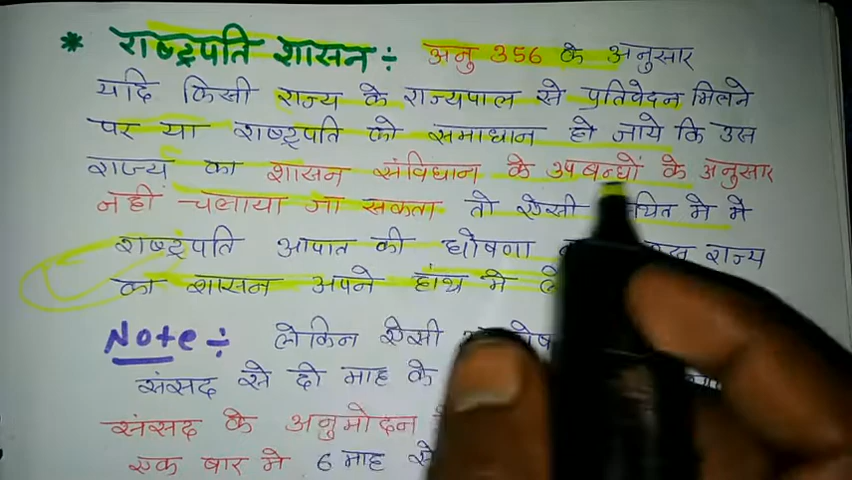 * राष्ट्रपति शासन ÷ अनु 356 के अनुसार
यदि किसी राज्य के राज्यपाल से प्रतिवेदन मिलने
पर या राष्ट्रपति को समाधान हो जाये कि उस
राज्य का शासन संविधान के उपबन्धों के अनुसार
नहीं चलाया जा सकता तो ऐसी मे मे
राष्ट्रपति आपात की घोषणा राज्य
का शासन अपने हांथ मे
Note ÷ लेकिन ऐसी
संसद से दो माह के
संसद के अनुमोदन
एक बार मे 6 माह से